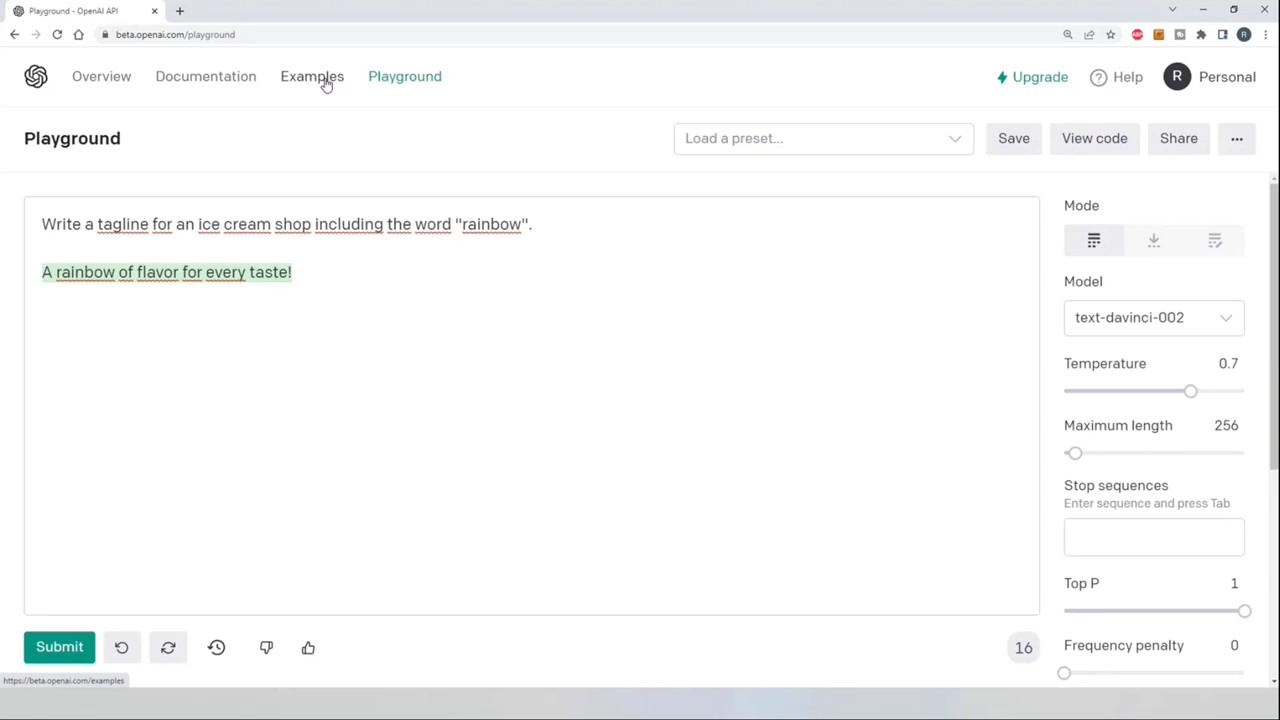 Playground - OpenAI API
beta.openai.com/playground
ABP
R
Overview Documentation Examples Playground Upgrade Help R Personal
Playground Load a preset... Save View code Share ...
Write a tagline for an ice cream shop including the word "rainbow".
A rainbow of flavor for every taste!
Mode
Model
text-davinci-002
Temperature 0.7
Maximum length 256
Stop sequences
Enter sequence and press Tab
Top P 1
Frequency penalty 0
Submit 16
https://beta.openai.com/examples